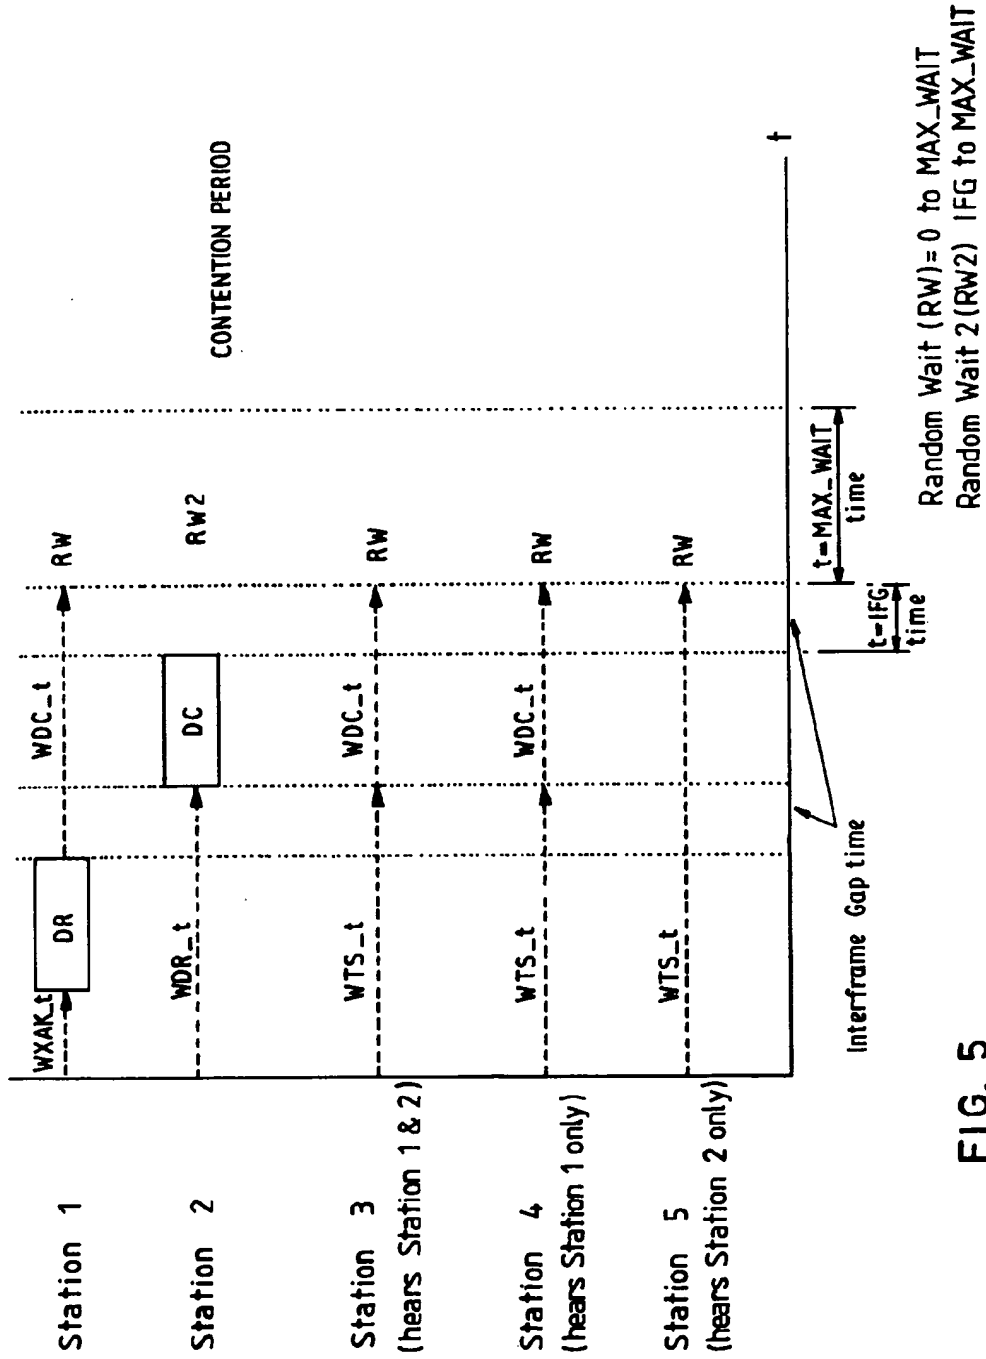 CONTENTION PERIOD
Station 1
WXAK_t
DR
WDC_t
RW
Station 2
WDR_t
DC
RW2
Station 3
(hears Station 1 & 2)
WTS_t
WDC_t
RW
Station 4
(hears Station 1 only)
WTS_t
WDC_t
RW
Station 5
(hears Station 2 only)
WTS_t
RW
t
Interframe Gap time
t=IFG
time
t=MAX_WAIT
time
Random Wait (RW)= 0 to MAX_WAIT
Random Wait 2(RW2) IFG to MAX_WAIT
FIG. 5